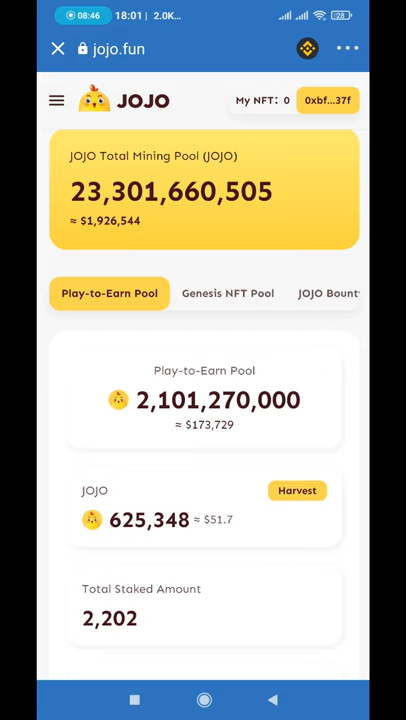 08:46 18:01 | 2.0K... 28
jojo.fun
JOJO My NFT: 0 0xbf...37f
JOJO Total Mining Pool (JOJO)
23,301,660,505
≈ $1,926,544
Play-to-Earn Pool Genesis NFT Pool JOJO Bount
Play-to-Earn Pool
2,101,270,000
≈ $173,729
JOJO Harvest
625,348 ≈ $51.7
Total Staked Amount
2,202